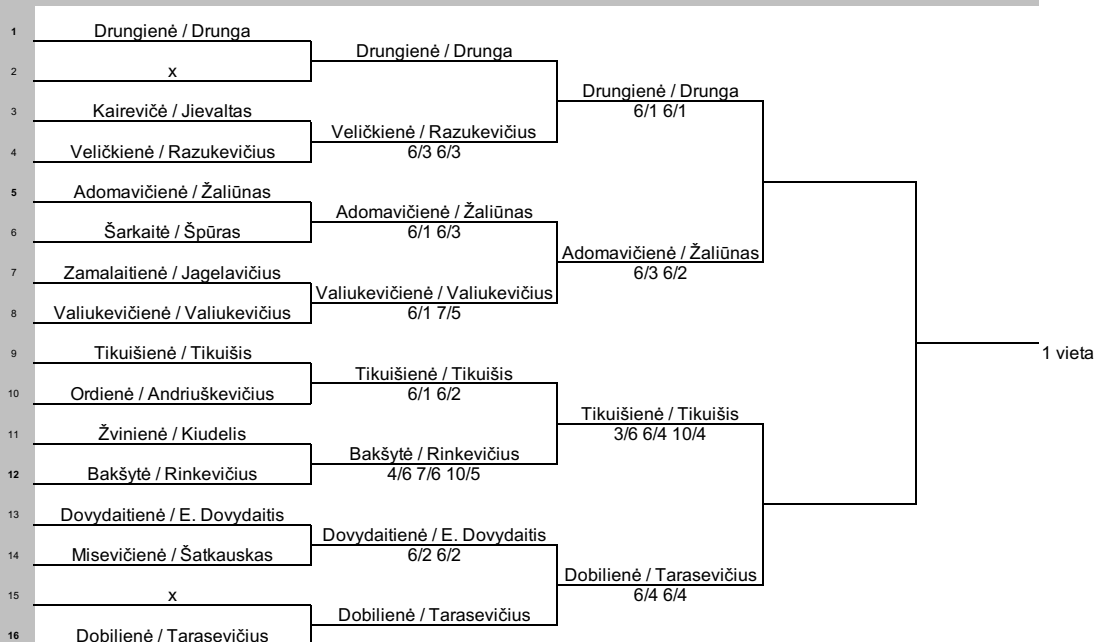 1 Drungienė / Drunga
Drungienė / Drunga
2 x
Drungienė / Drunga
6/1 6/1
3 Kairevičė / Jievaltas
Veličkienė / Razukevičius
6/3 6/3
4 Veličkienė / Razukevičius
5 Adomavičienė / Žaliūnas
Adomavičienė / Žaliūnas
6/1 6/3
6 Šarkaitė / Špūras
Adomavičienė / Žaliūnas
6/3 6/2
7 Zamalaitienė / Jagelavičius
Valiukevičienė / Valiukevičius
6/1 7/5
8 Valiukevičienė / Valiukevičius
9 Tikuišienė / Tikuišis
1 vieta
Tikuišienė / Tikuišis
6/1 6/2
10 Ordienė / Andriuškevičius
Tikuišienė / Tikuišis
3/6 6/4 10/4
11 Žvinienė / Kiudelis
Bakšytė / Rinkevičius
4/6 7/6 10/5
12 Bakšytė / Rinkevičius
13 Dovydaitienė / E. Dovydaitis
Dovydaitienė / E. Dovydaitis
6/2 6/2
14 Misevičienė / Šatkauskas
Dobilienė / Tarasevičius
6/4 6/4
15 x
Dobilienė / Tarasevičius
16 Dobilienė / Tarasevičius